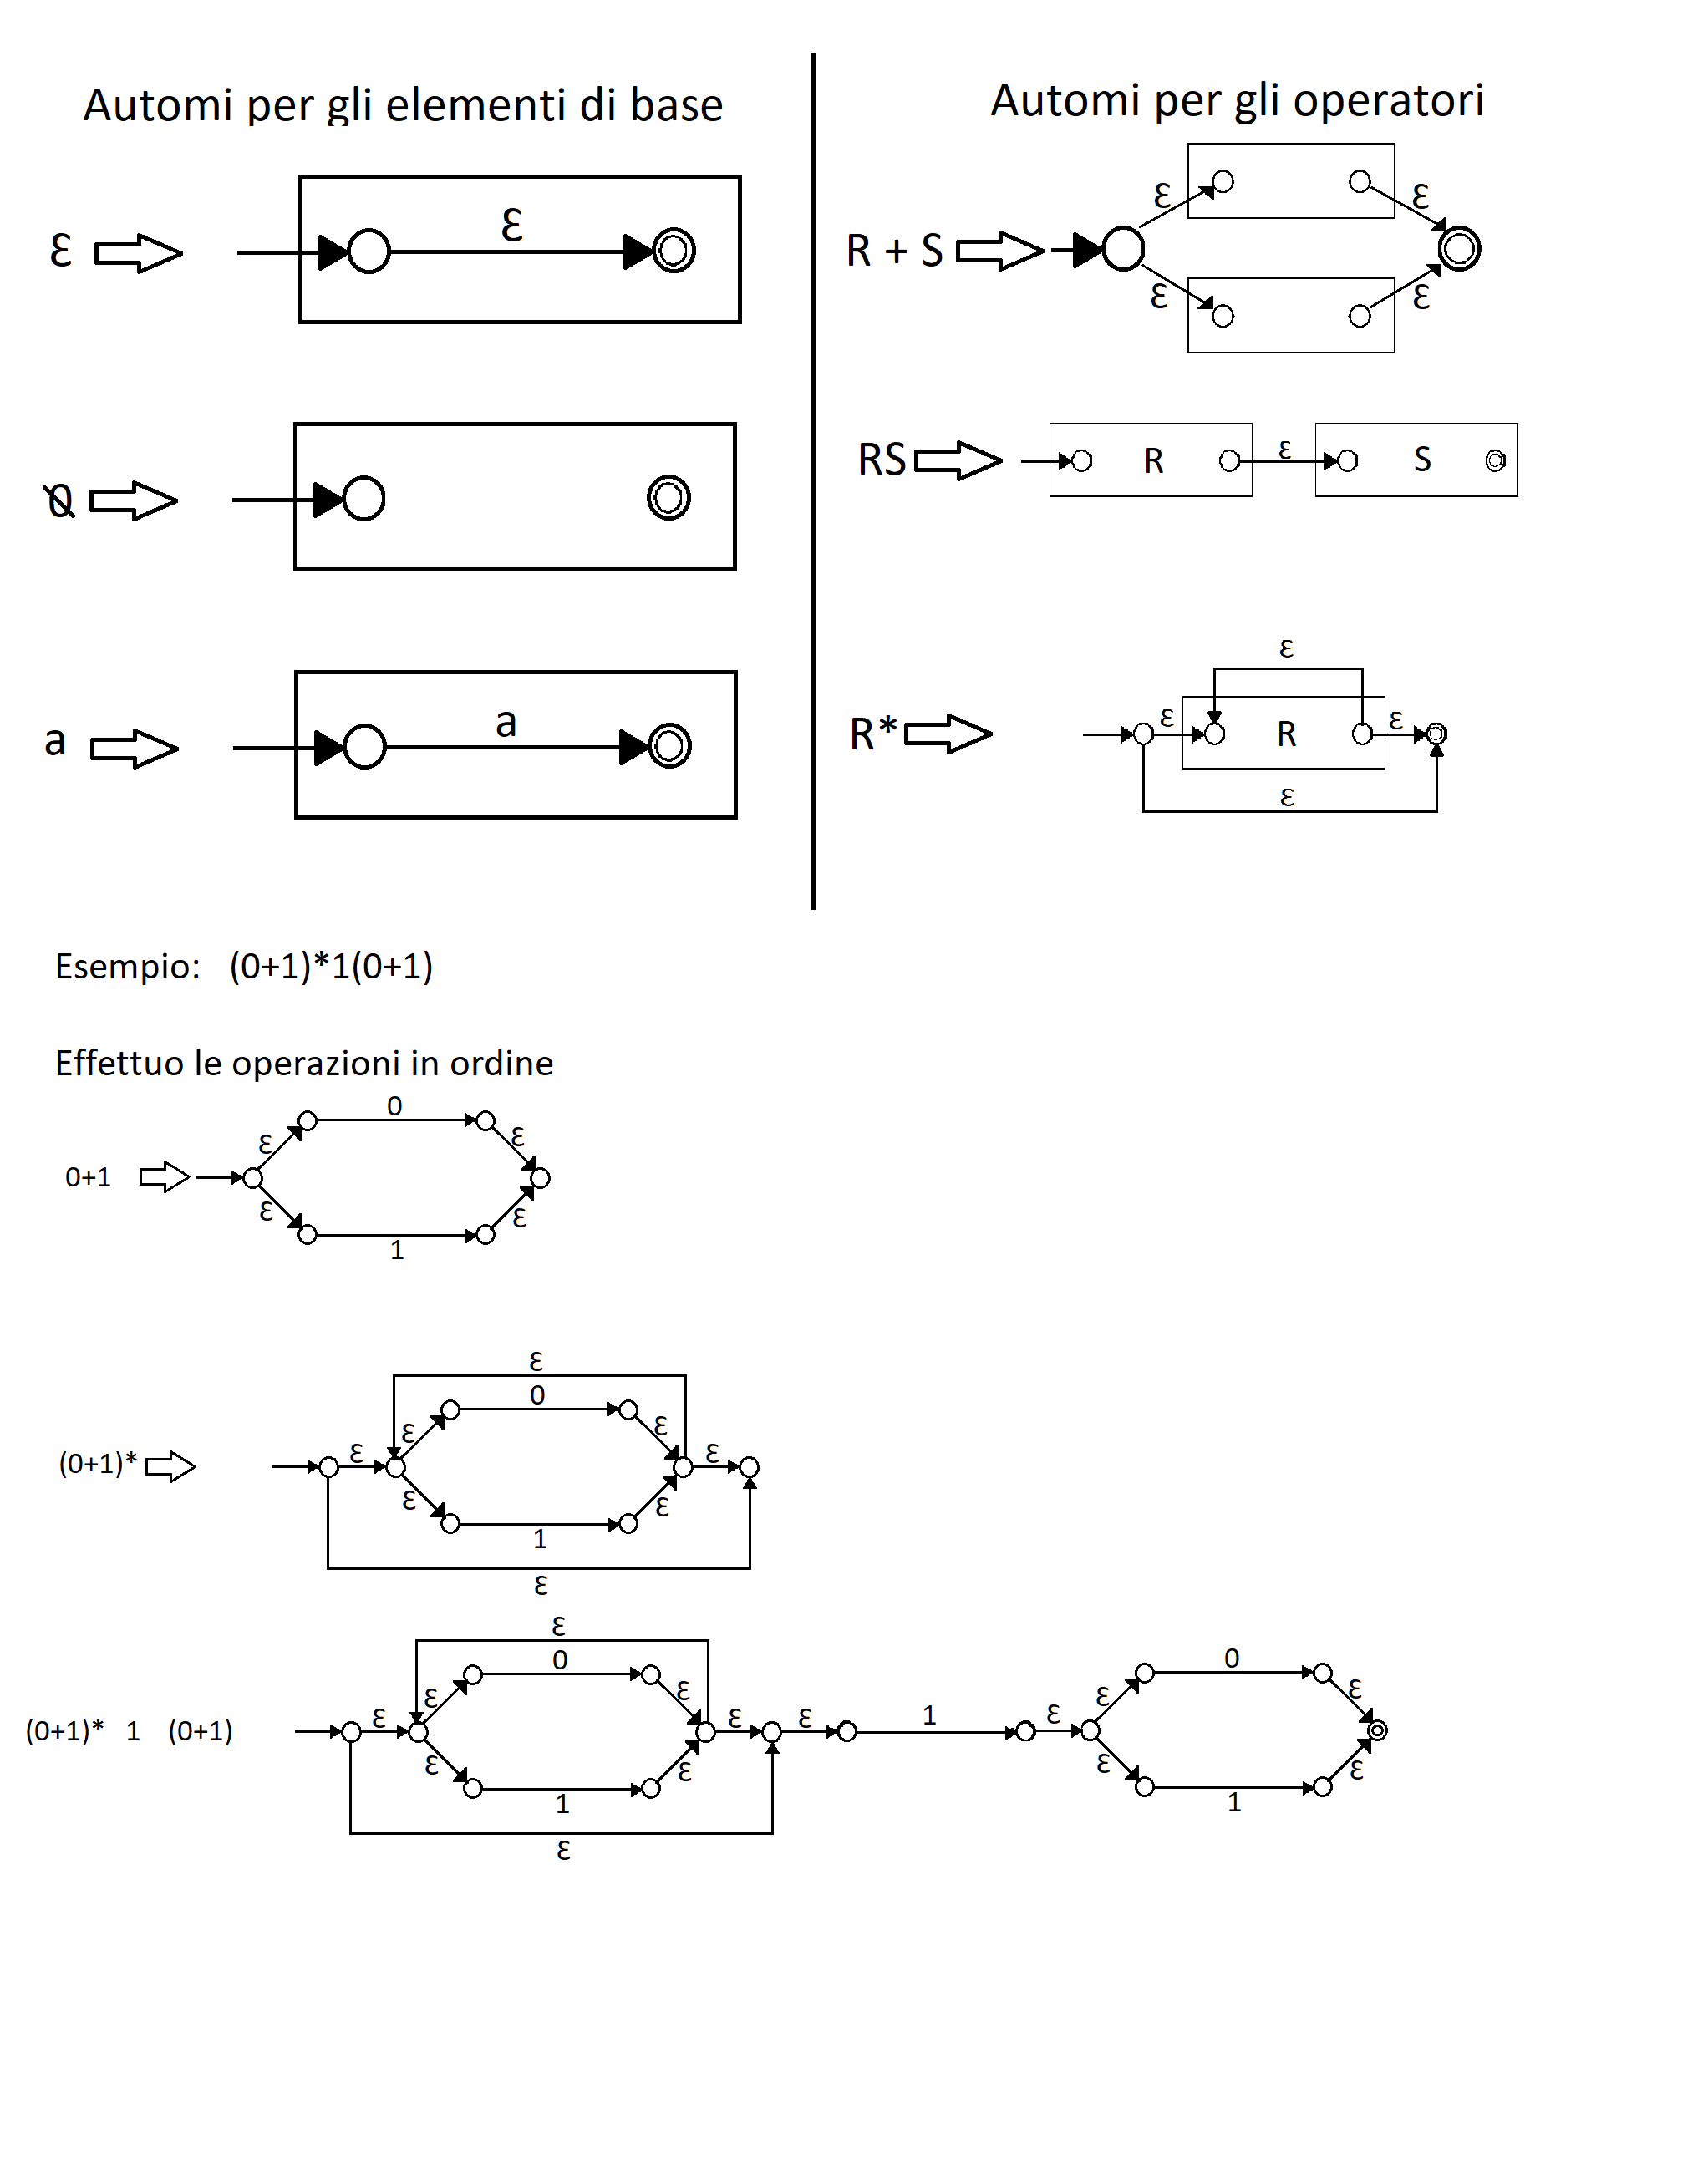 Automi per gli elementi di base
ε
ε
Ø
a
a
Automi per gli operatori
R + S
ε
ε
ε
ε
RS
R
ε
S
R*
ε
ε
R
ε
ε
Esempio: (0+1)*1(0+1)
Effettuo le operazioni in ordine
0+1
0
ε
ε
ε
ε
1
(0+1)*
ε
0
ε
ε
ε
ε
ε
ε
1
ε
(0+1)* 1 (0+1)
ε
0
ε
ε
ε
ε
ε
ε
ε
1
ε
1
ε
0
ε
ε
ε
ε
1